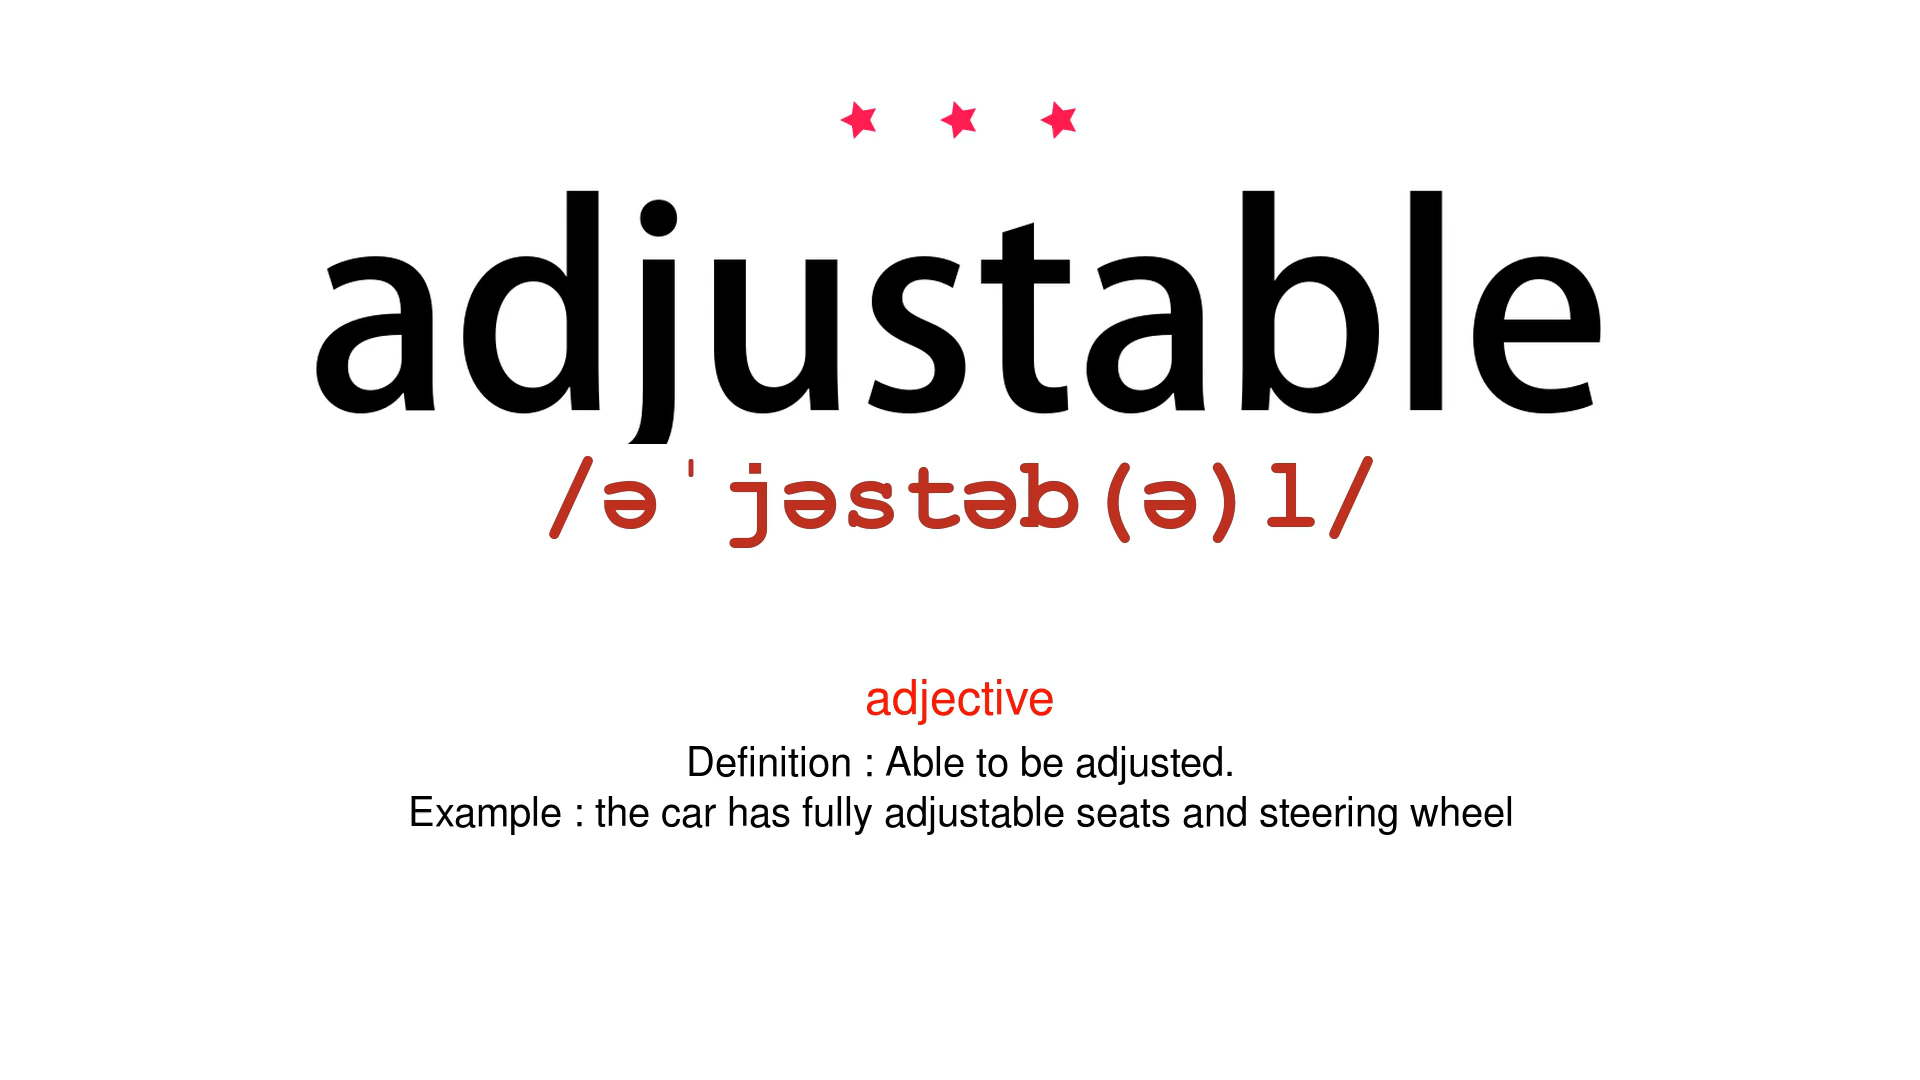 adjustable
/əˈjəstəb(ə)l/
adjective
Definition : Able to be adjusted.
Example : the car has fully adjustable seats and steering wheel